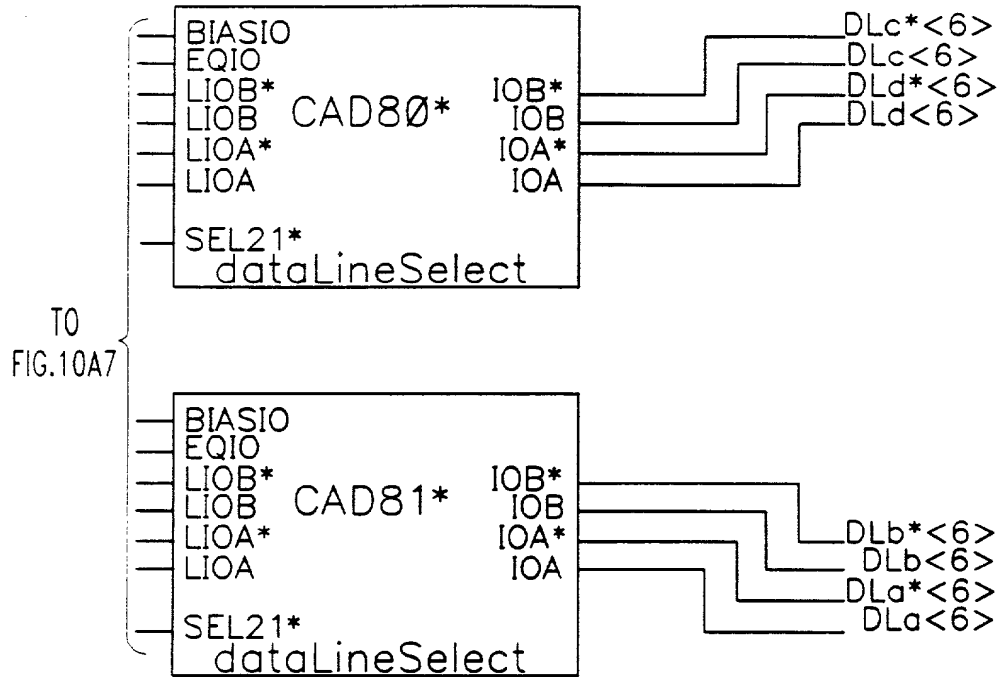 BIASIO
EQIO
LIOB*
LIOB
LIOA*
LIOA
SEL21*
CAD80*
dataLineSelect
IOB*
IOB
IOA*
IOA
DLc*<6>
DLc<6>
DLd*<6>
DLd<6>
TO
FIG.10A7
BIASIO
EQIO
LIOB*
LIOB
LIOA*
LIOA
SEL21*
CAD81*
dataLineSelect
IOB*
IOB
IOA*
IOA
DLb*<6>
DLb<6>
DLa*<6>
DLa<6>